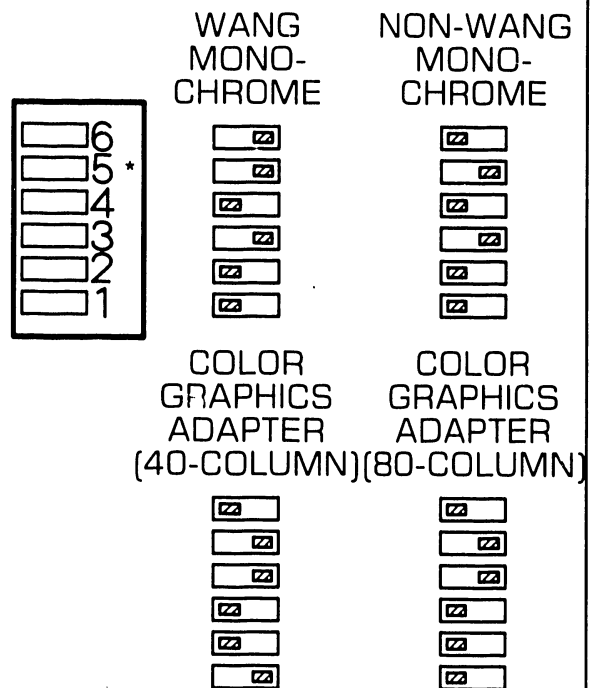 WANG
MONO-
CHROME
NON-WANG
MONO-
CHROME
6
5 *
4
3
2
1
COLOR
GRAPHICS
ADAPTER
(40-COLUMN)
COLOR
GRAPHICS
ADAPTER
(80-COLUMN)